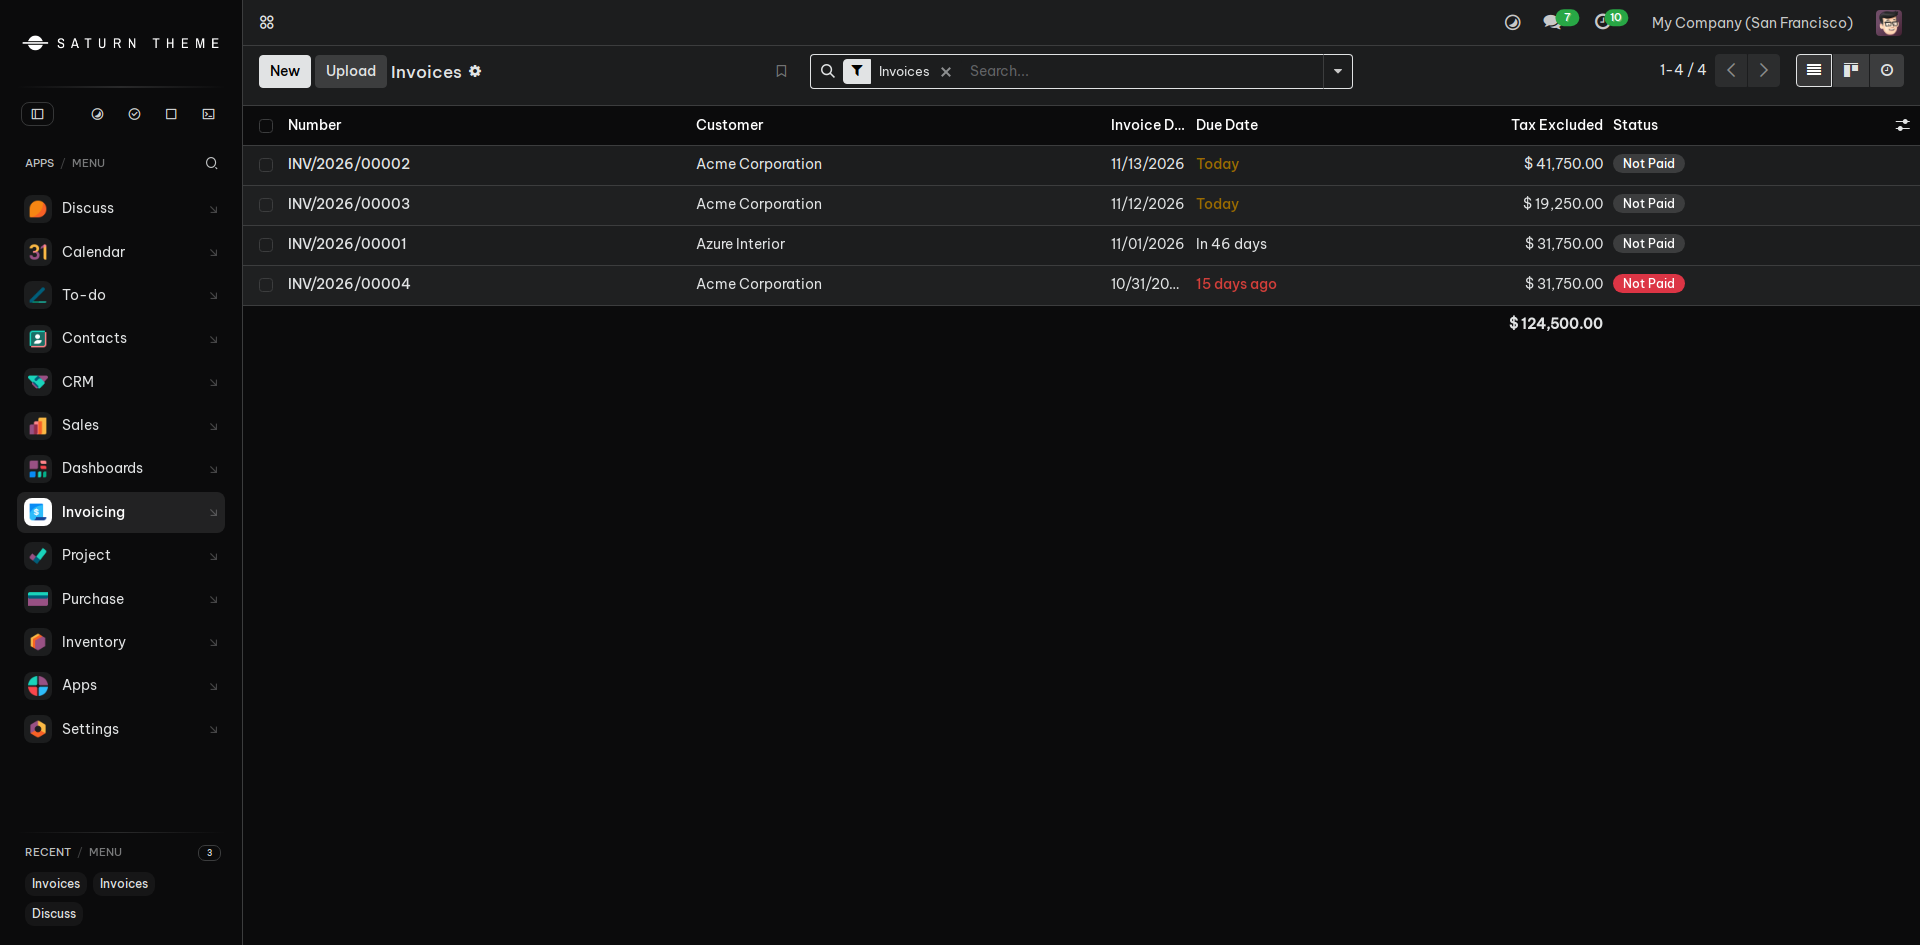 SATURN THEME
7
10
My Company (San Francisco)
New
Upload
Invoices
Invoices
Search...
1-4 / 4
APPS / MENU
Discuss
31
Calendar
To-do
Contacts
CRM
Sales
Dashboards
$
Invoicing
Project
Purchase
Inventory
Apps
Settings
RECENT / MENU
3
Invoices
Invoices
Discuss
Number Customer Invoice D... Due Date Tax Excluded Status
INV/2026/00002 Acme Corporation 11/13/2026 Today $ 41,750.00 Not Paid
INV/2026/00003 Acme Corporation 11/12/2026 Today $ 19,250.00 Not Paid
INV/2026/00001 Azure Interior 11/01/2026 In 46 days $ 31,750.00 Not Paid
INV/2026/00004 Acme Corporation 10/31/20... 15 days ago $ 31,750.00 Not Paid
$ 124,500.00